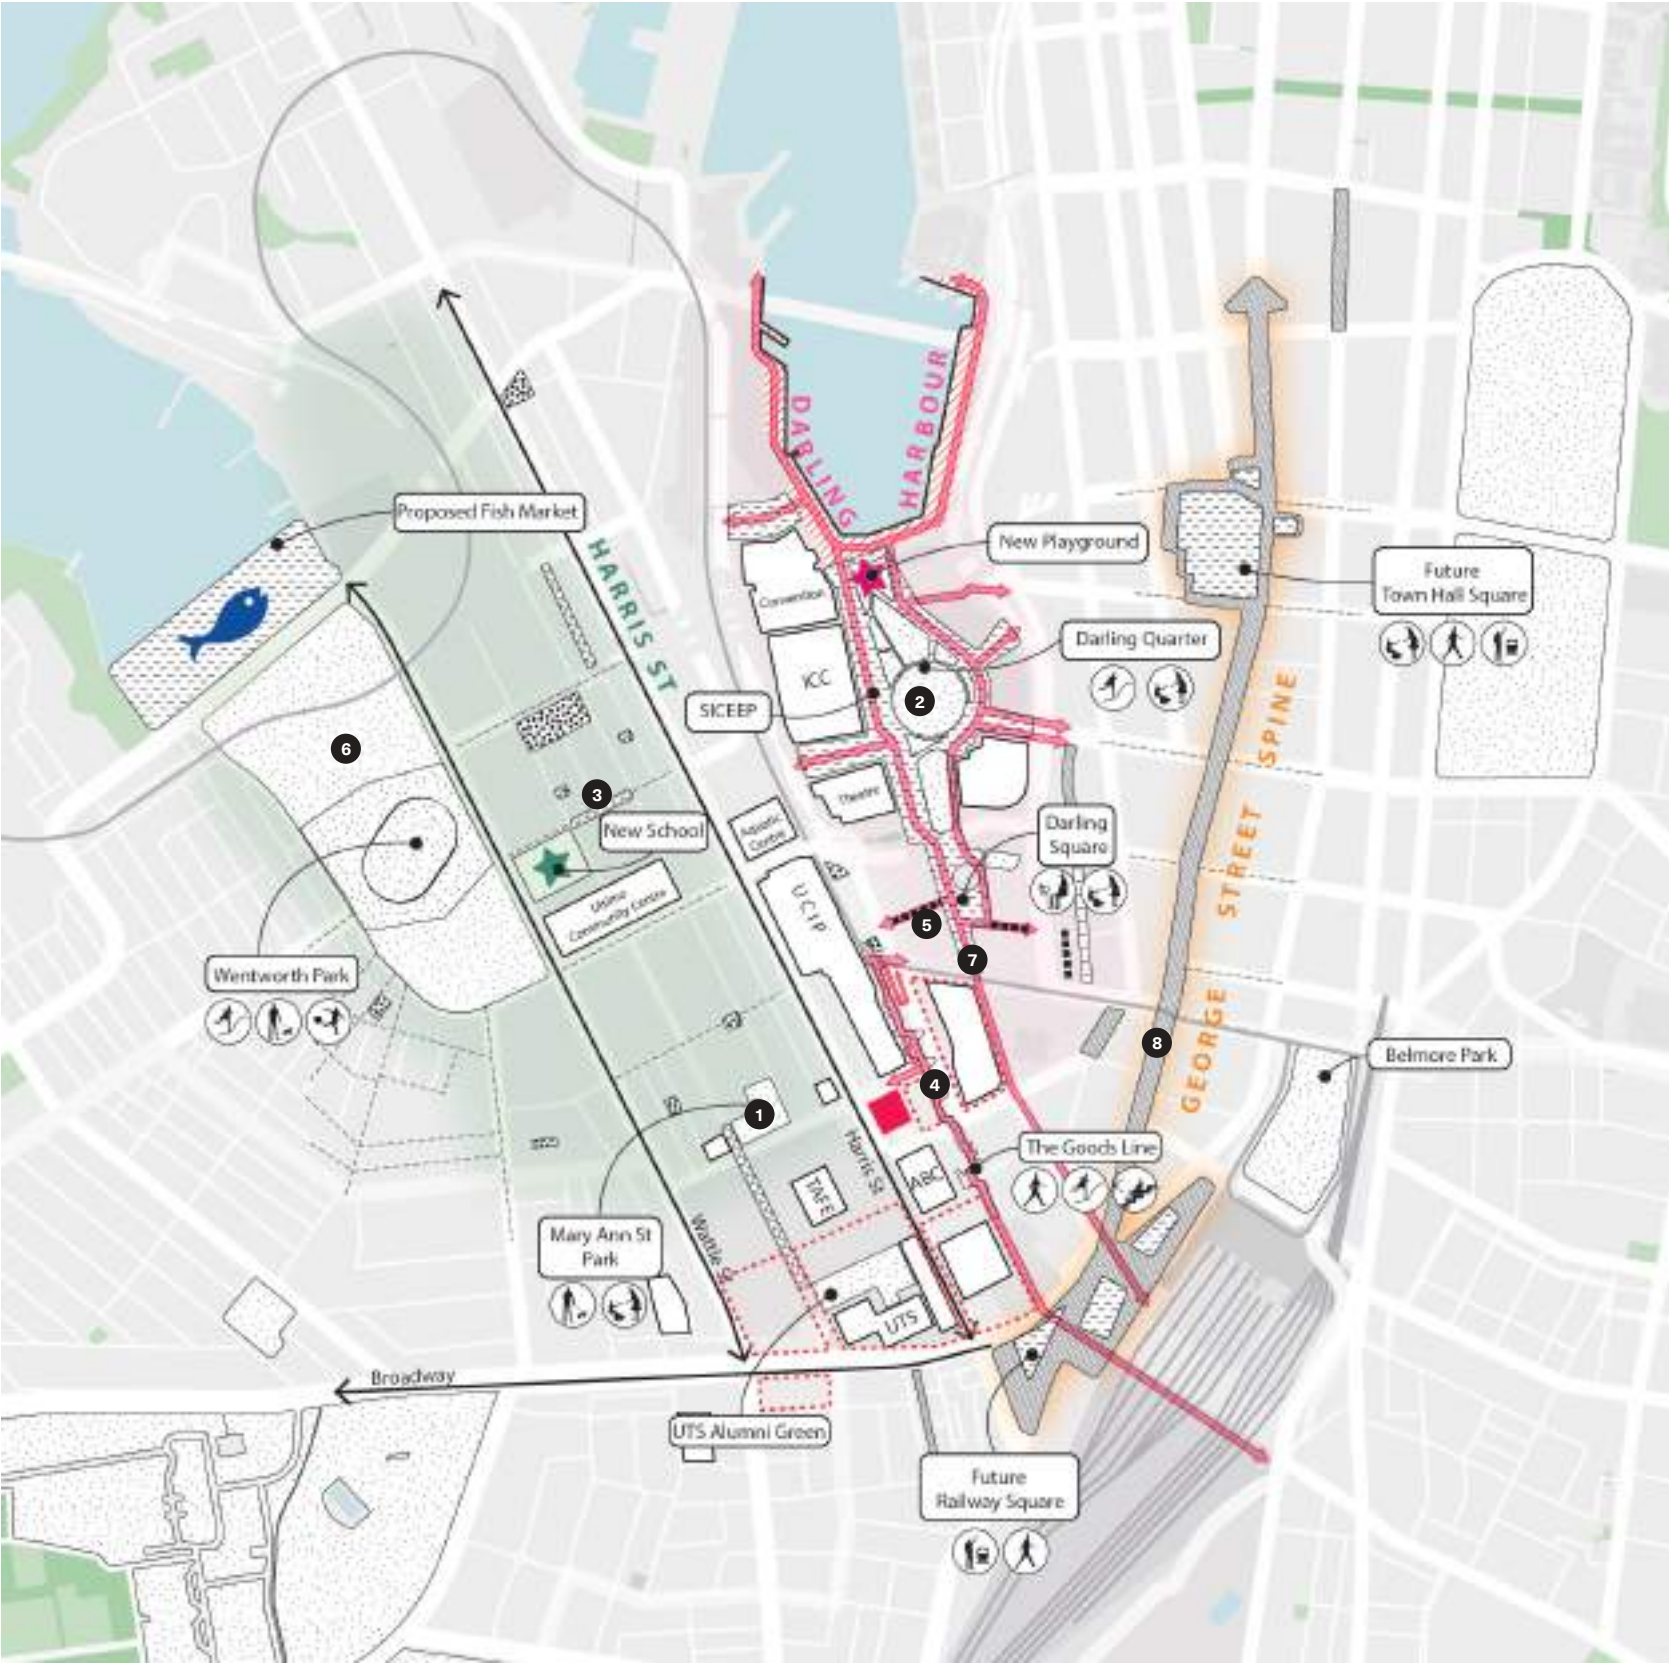 DARLING
HARBOUR
Proposed Fish Market
HARRIS ST
New Playground
Future
Town Hall Square
Convention
Darling Quarter
ICC
SICEEP
2
GEORGE STREET SPINE
6
3
New School
Theatre
Aquatic
Centre
Darling
Square
Ultimo
Community Centre
UCIP
5
7
Wentworth Park
8
Belmore Park
4
1
Harris St
The Goods Line
ABC
TAFE
Mary Ann St
Park
Wattle St
UTS
Broadway
UTS Alumni Green
Future
Railway Square